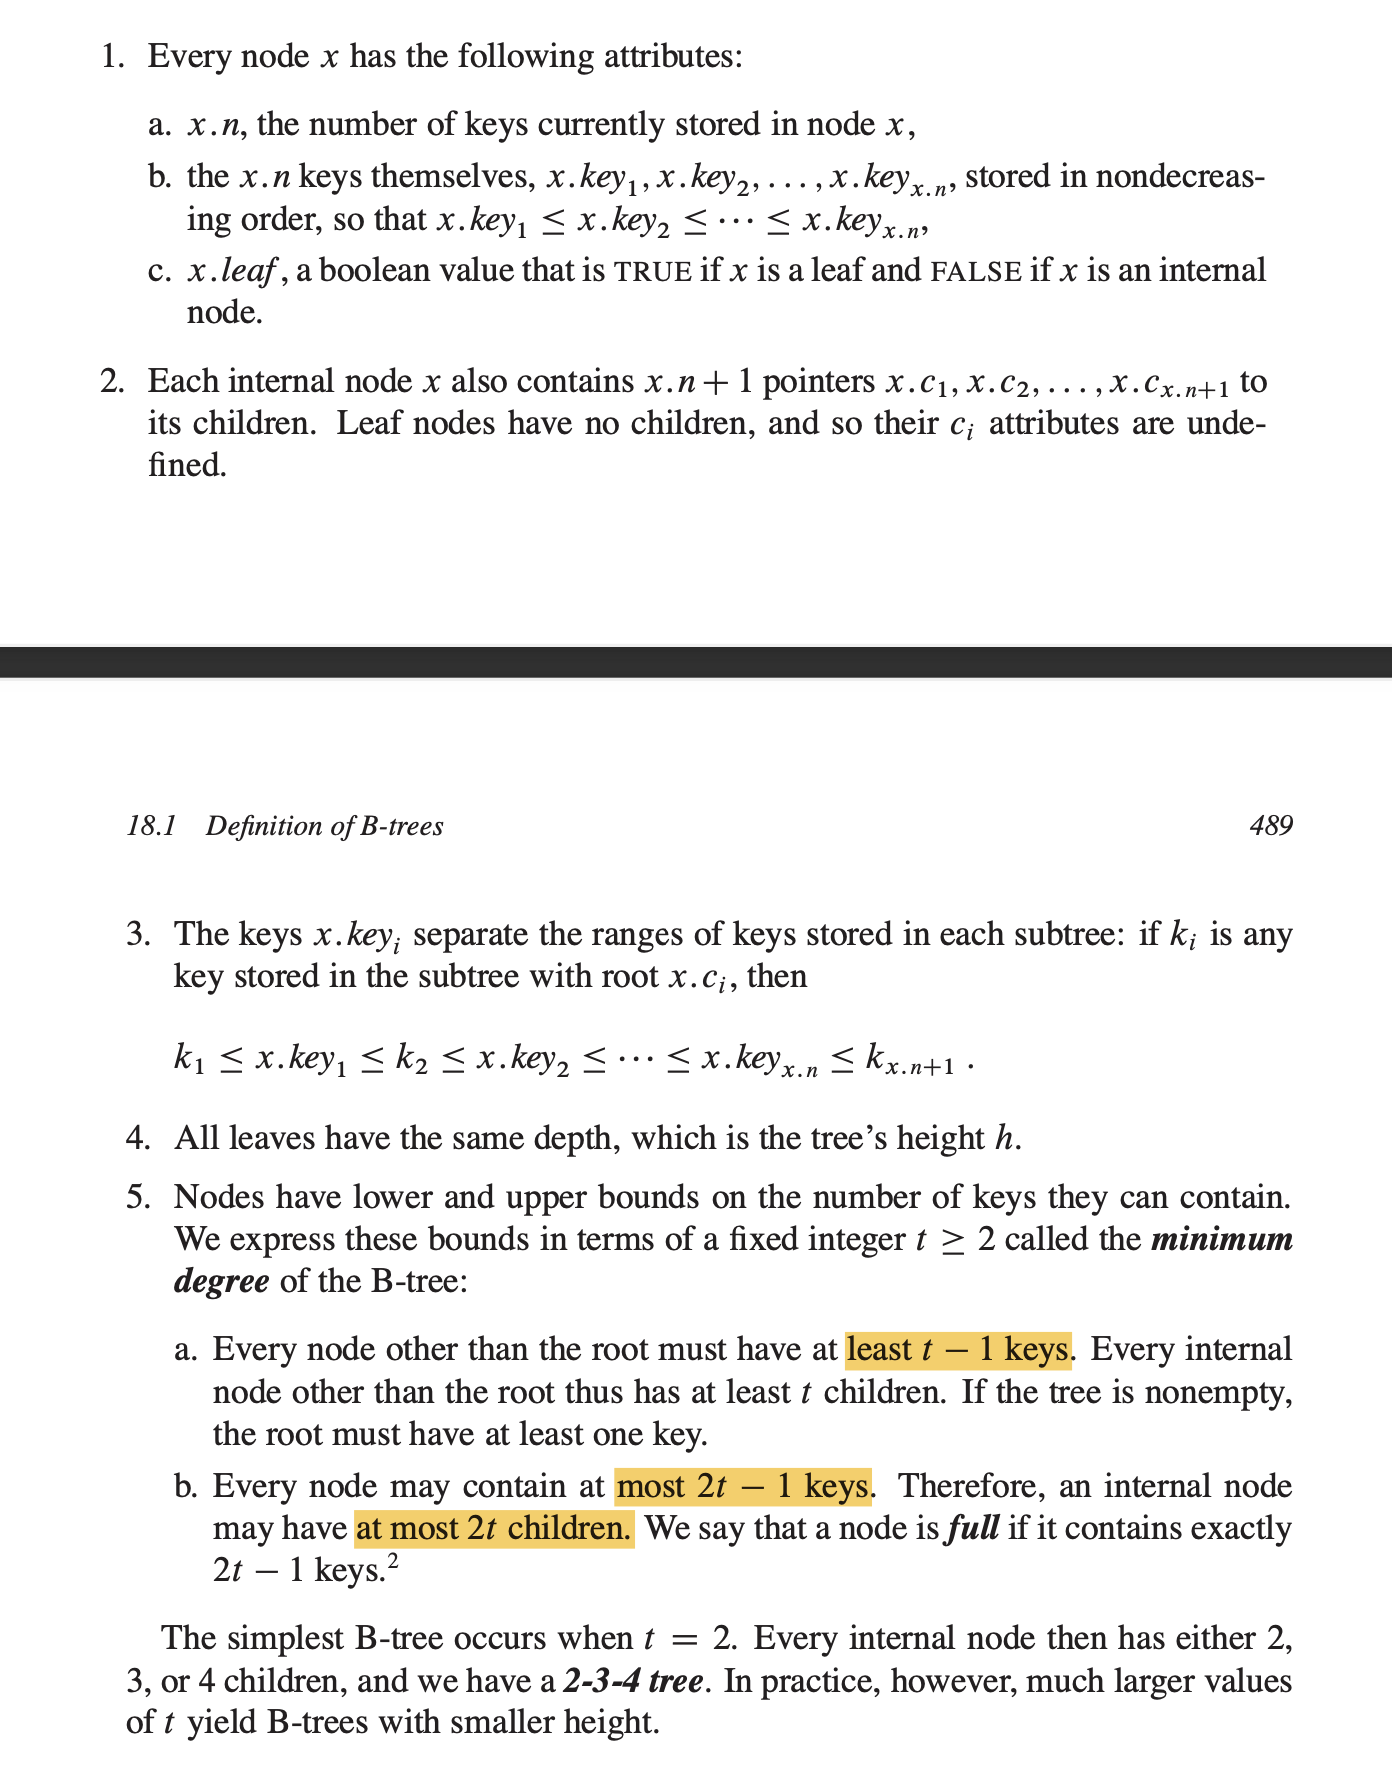 1. Every node x has the following attributes:
a. x.n, the number of keys currently stored in node x,
b. the x.n keys themselves, x.key₁, x.key₂, . . . , x.keyₓ.ₙ, stored in nondecreas-
ing order, so that x.key₁ ≤ x.key₂ ≤ ··· ≤ x.keyₓ.ₙ,
c. x.leaf, a boolean value that is TRUE if x is a leaf and FALSE if x is an internal
node.
2. Each internal node x also contains x.n + 1 pointers x.c₁, x.c₂, . . . , x.cₓ.ₙ₊₁ to
its children. Leaf nodes have no children, and so their cᵢ attributes are unde-
fined.
18.1 Definition of B-trees 489
3. The keys x.keyᵢ separate the ranges of keys stored in each subtree: if kᵢ is any
key stored in the subtree with root x.cᵢ, then
k₁ ≤ x.key₁ ≤ k₂ ≤ x.key₂ ≤ ··· ≤ x.keyₓ.ₙ ≤ kₓ.ₙ₊₁ .
4. All leaves have the same depth, which is the tree’s height h.
5. Nodes have lower and upper bounds on the number of keys they can contain.
We express these bounds in terms of a fixed integer t ≥ 2 called the minimum
degree of the B-tree:
a. Every node other than the root must have at least t − 1 keys. Every internal
node other than the root thus has at least t children. If the tree is nonempty,
the root must have at least one key.
b. Every node may contain at most 2t − 1 keys. Therefore, an internal node
may have at most 2t children. We say that a node is full if it contains exactly
2t − 1 keys.²
The simplest B-tree occurs when t = 2. Every internal node then has either 2,
3, or 4 children, and we have a 2-3-4 tree. In practice, however, much larger values
of t yield B-trees with smaller height.